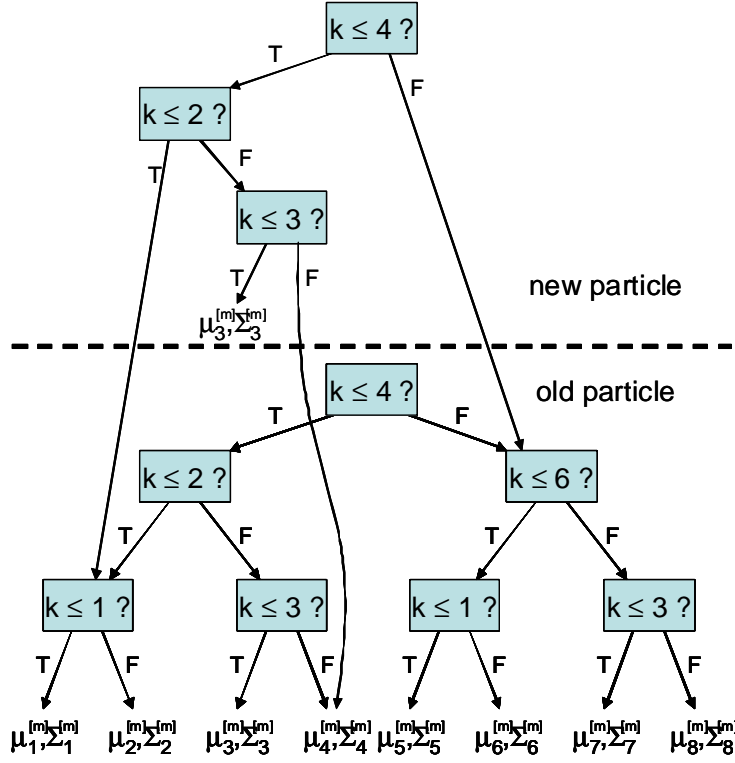 k ≤ 4 ?
T
F
k ≤ 2 ?
T
F
k ≤ 3 ?
T
F
new particle
μ₃^[m],Σ₃^[m]
k ≤ 4 ?
old particle
T
F
k ≤ 2 ?
k ≤ 6 ?
T
F
T
F
k ≤ 1 ?
k ≤ 3 ?
k ≤ 1 ?
k ≤ 3 ?
T
F
T
F
T
F
T
F
μ₁^[m],Σ₁^[m] μ₂^[m],Σ₂^[m] μ₃^[m],Σ₃^[m] μ₄^[m],Σ₄^[m] μ₅^[m],Σ₅^[m] μ₆^[m],Σ₆^[m] μ₇^[m],Σ₇^[m] μ₈^[m],Σ₈^[m]